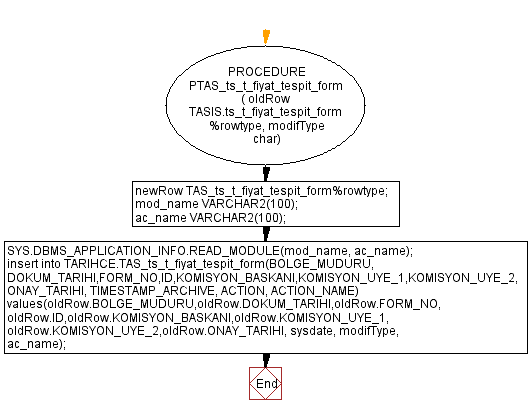 PROCEDURE
PTAS_ts_t_fiyat_tespit_form
( oldRow
TASIS.ts_t_fiyat_tespit_form
%rowtype, modifType
char)
newRow TAS_ts_t_fiyat_tespit_form%rowtype;
mod_name VARCHAR2(100);
ac_name VARCHAR2(100);
SYS.DBMS_APPLICATION_INFO.READ_MODULE(mod_name, ac_name);
insert into TARIHCE.TAS_ts_t_fiyat_tespit_form(BOLGE_MUDURU,
DOKUM_TARIHI,FORM_NO,ID,KOMISYON_BASKANI,KOMISYON_UYE_1,KOMISYON_UYE_2,
ONAY_TARIHI, TIMESTAMP_ARCHIVE, ACTION, ACTION_NAME)
values(oldRow.BOLGE_MUDURU,oldRow.DOKUM_TARIHI,oldRow.FORM_NO,
oldRow.ID,oldRow.KOMISYON_BASKANI,oldRow.KOMISYON_UYE_1,
oldRow.KOMISYON_UYE_2,oldRow.ONAY_TARIHI, sysdate, modifType,
ac_name);
End